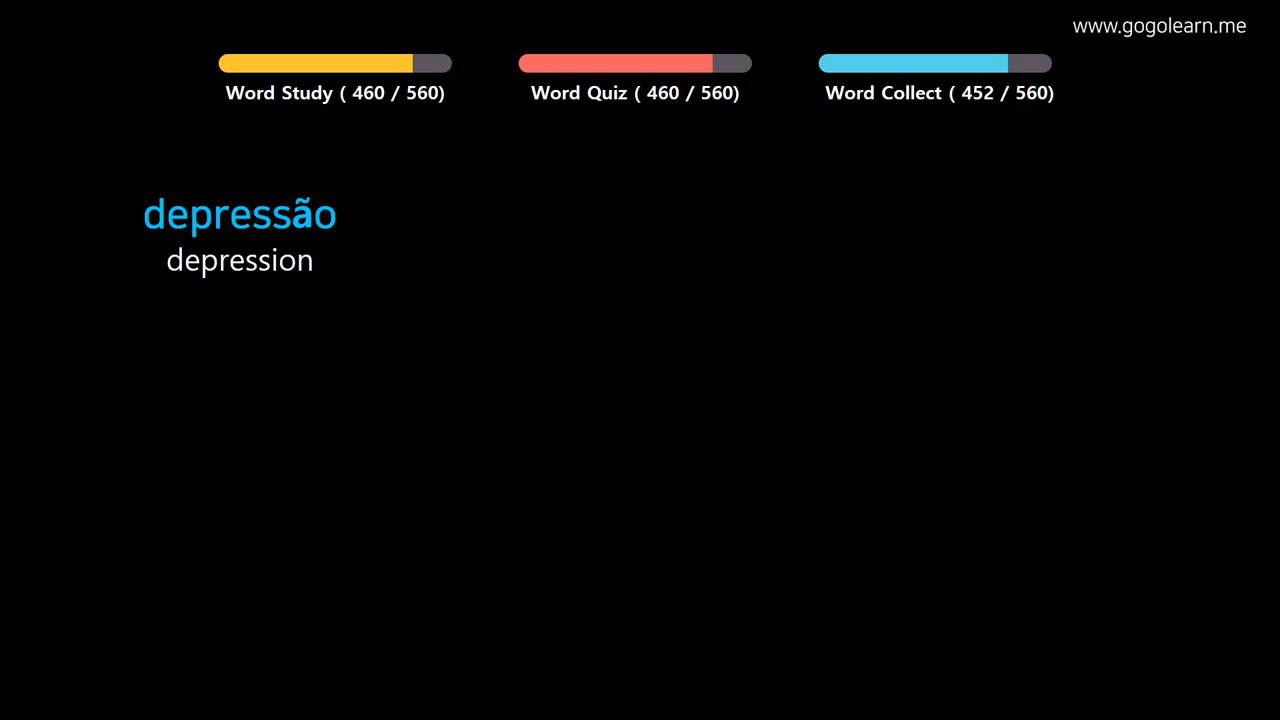 www.gogolearn.me
Word Study ( 460 / 560)
Word Quiz ( 460 / 560)
Word Collect ( 452 / 560)
depressão
depression